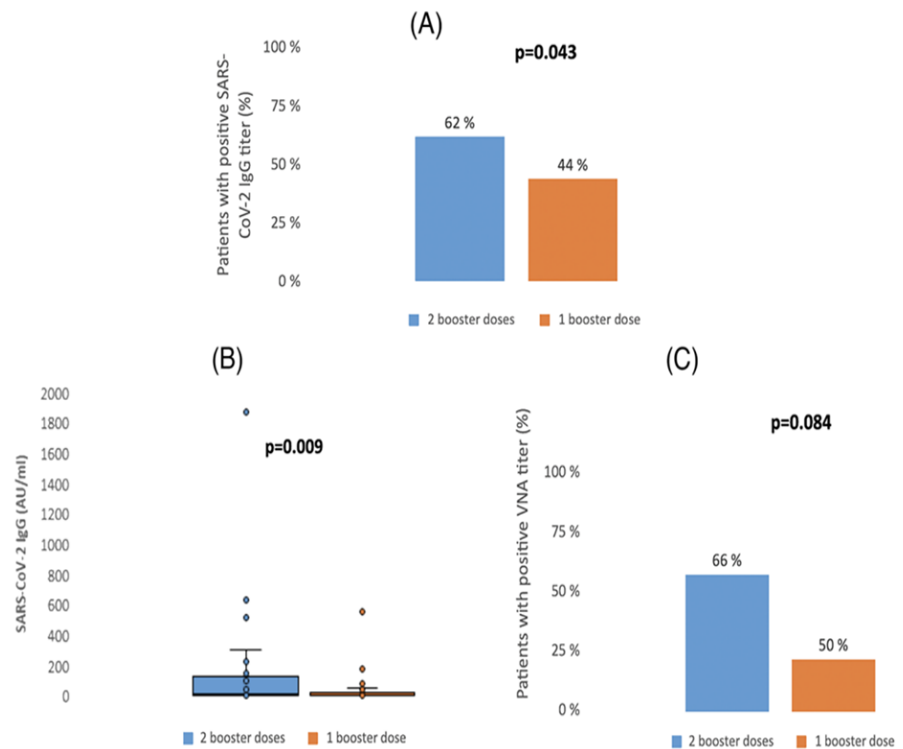 (A)
Patients with positive SARS-
CoV-2 IgG titer (%)
100 %
75 %
50 %
25 %
0 %
p=0.043
62 %
44 %
2 booster doses
1 booster dose
(B)
SARS-CoV-2 IgG (AU/ml)
2000
1800
1600
1400
1200
1000
800
600
400
200
0
p=0.009
2 booster doses
1 booster dose
(C)
Patients with positive VNA titer (%)
100 %
75 %
50 %
25 %
0 %
p=0.084
66 %
50 %
2 booster doses
1 booster dose